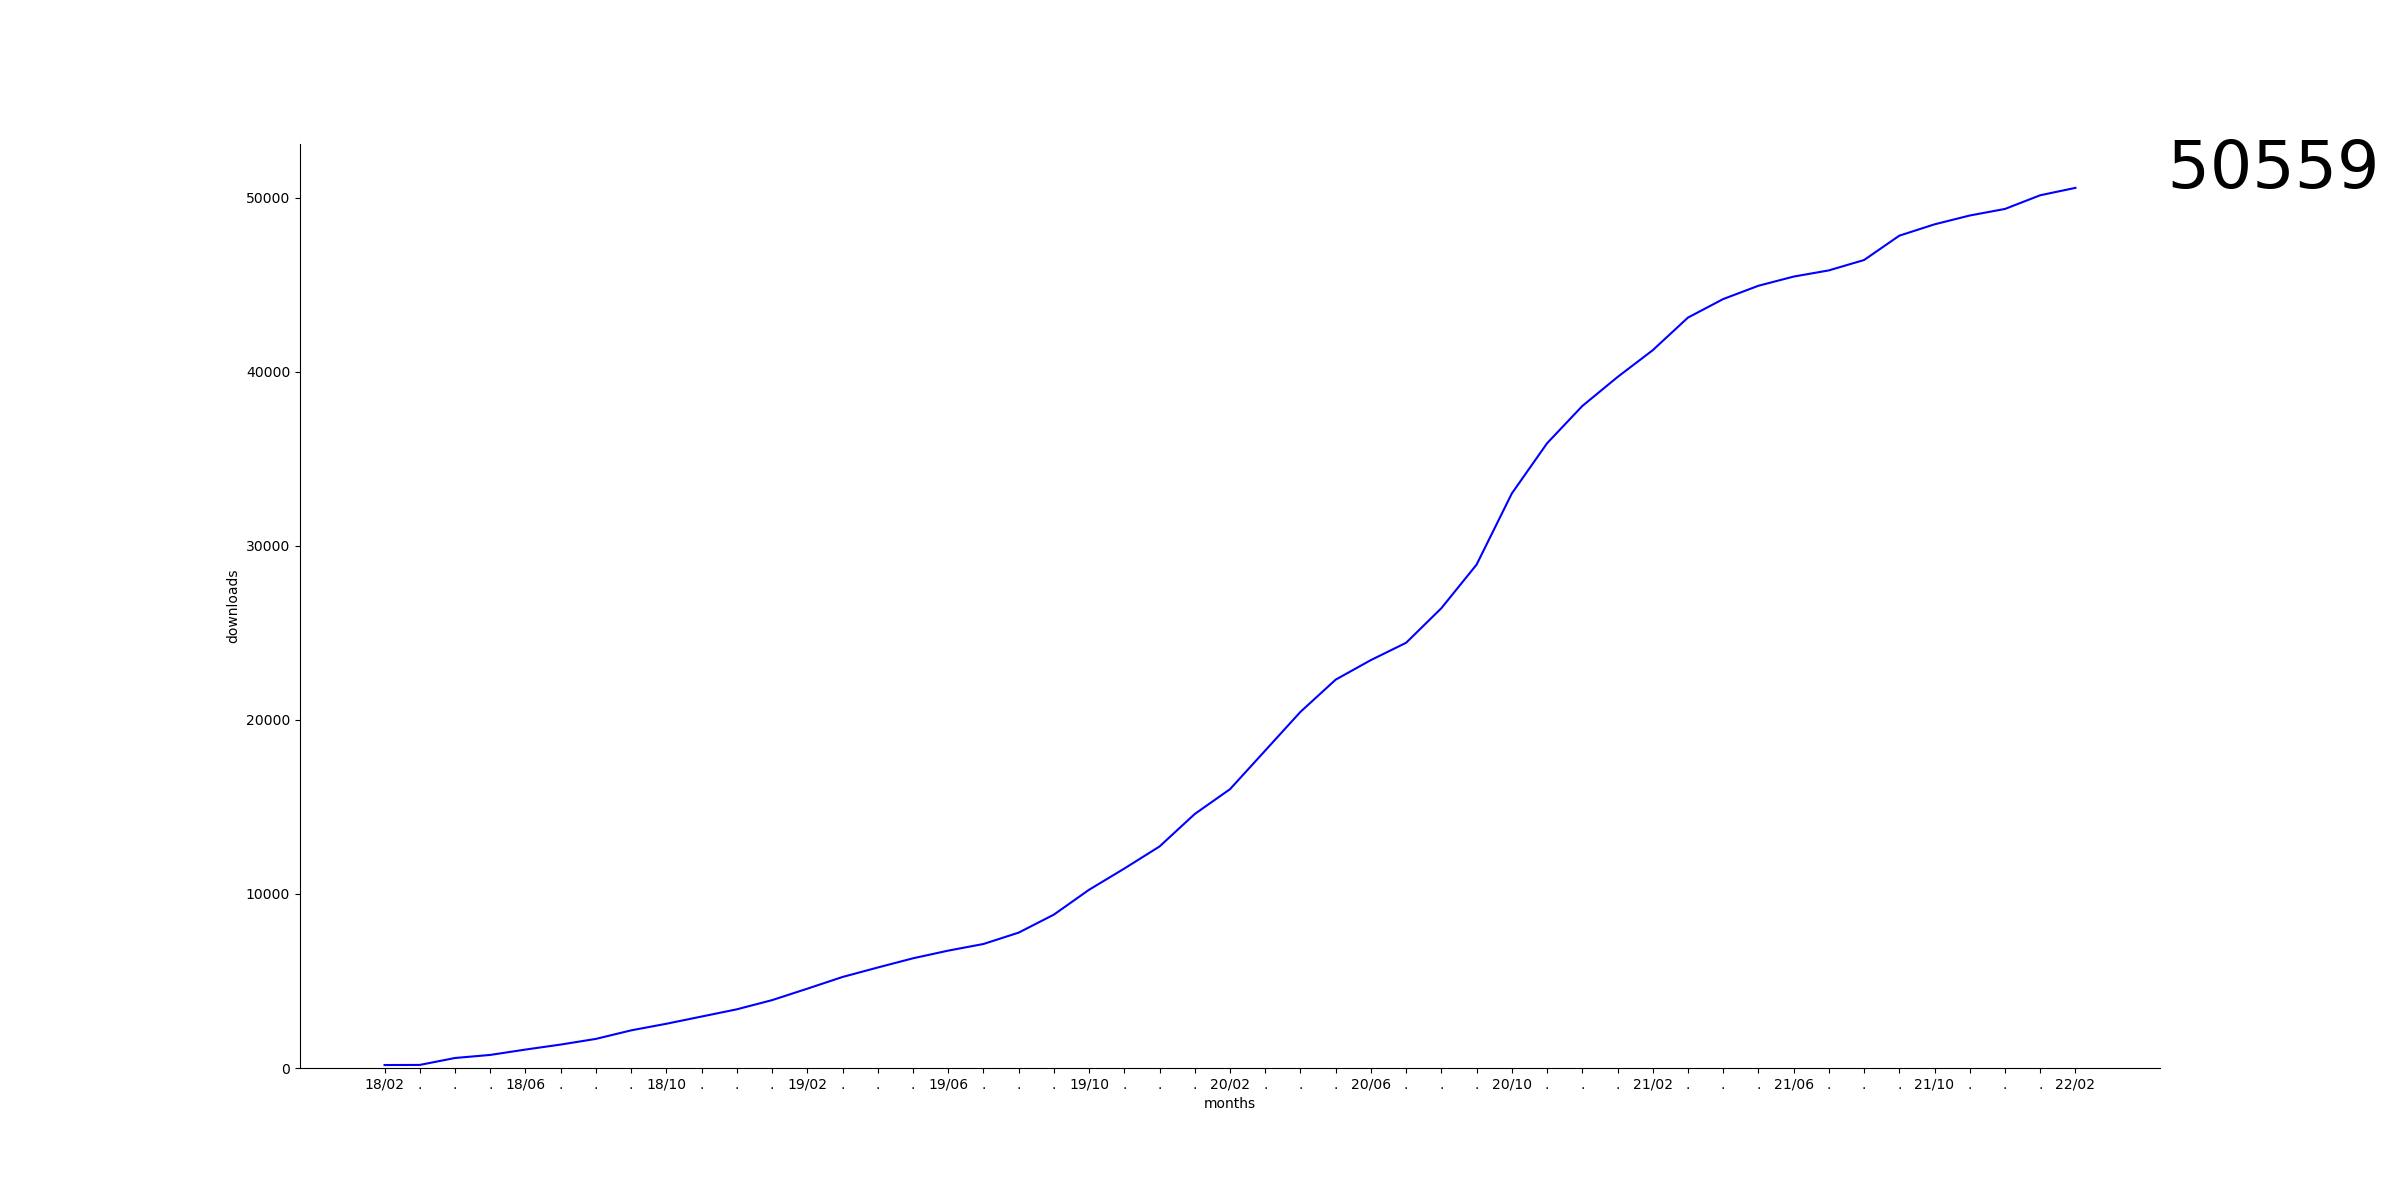 50559
50000
40000
30000
20000
10000
0
downloads
18/02 . . . 18/06 . . . 18/10 . . . 19/02 . . . 19/06 . . . 19/10 . . . 20/02 . . . 20/06 . . . 20/10 . . . 21/02 . . . 21/06 . . . 21/10 . . . 22/02
months